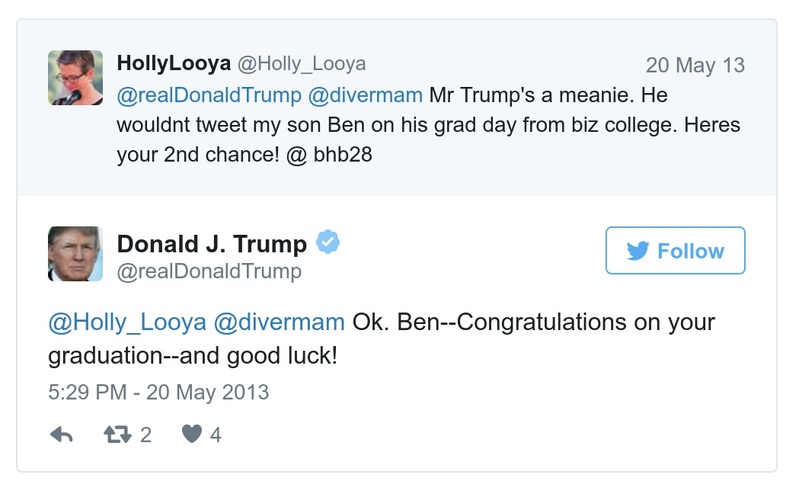 HollyLooya @Holly_Looya 20 May 13
@realDonaldTrump @divermam Mr Trump's a meanie. He
wouldnt tweet my son Ben on his grad day from biz college. Heres
your 2nd chance! @ bhb28
Donald J. Trump
@realDonaldTrump
Follow
@Holly_Looya @divermam Ok. Ben--Congratulations on your
graduation--and good luck!
5:29 PM - 20 May 2013
2 4